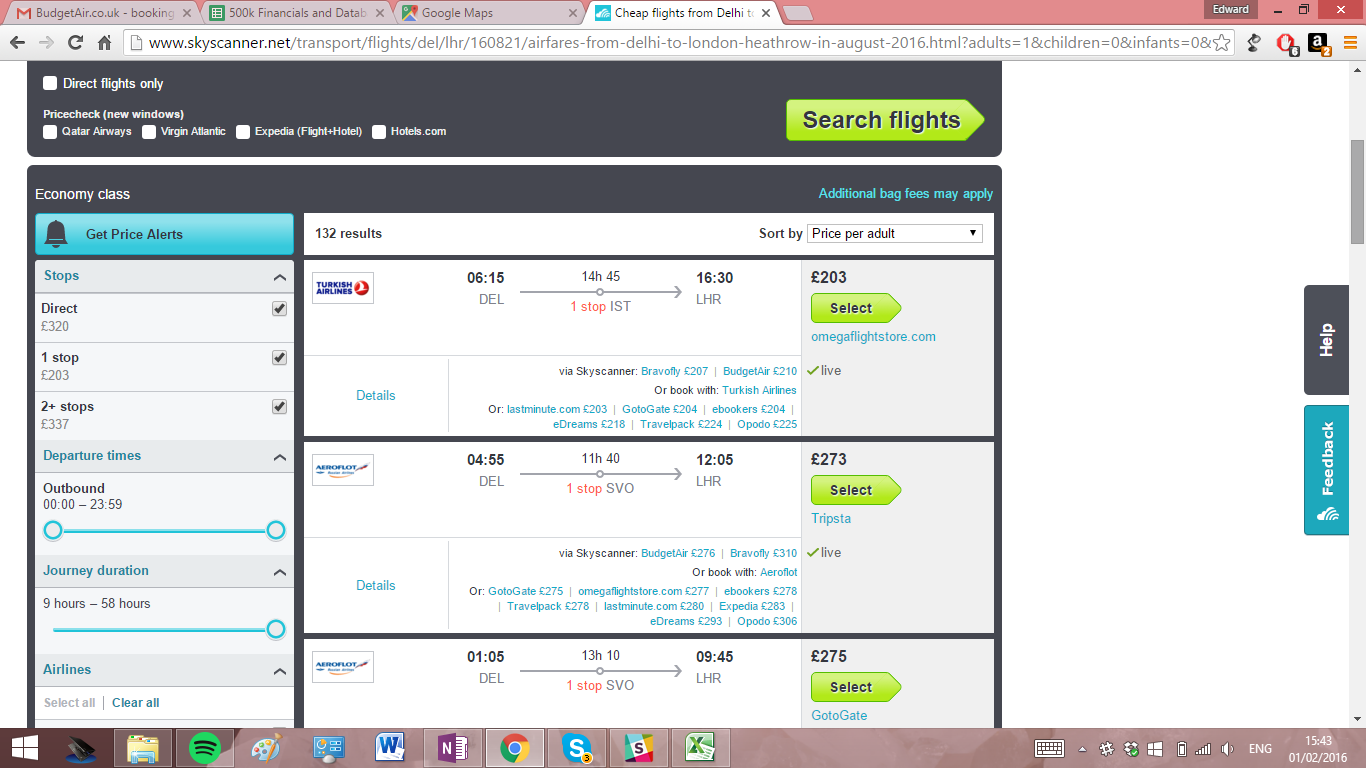 BudgetAir.co.uk - booking
500k Financials and Datab
Google Maps
Cheap flights from Delhi to
Edward
www.skyscanner.net/transport/flights/del/lhr/160821/airfares-from-delhi-to-london-heathrow-in-august-2016.html?adults=1&children=0&infants=0&
6
2
Direct flights only
Pricecheck (new windows)
Qatar Airways Virgin Atlantic Expedia (Flight+Hotel) Hotels.com
Search flights
Economy class
Additional bag fees may apply
Get Price Alerts
132 results
Sort by Price per adult
Stops
Direct
£320
1 stop
£203
2+ stops
£337
Departure times
Outbound
00:00 – 23:59
Journey duration
9 hours – 58 hours
Airlines
Select all | Clear all
TURKISH AIRLINES
06:15 14h 45 16:30
DEL 1 stop IST LHR
£203
Select
omegaflightstore.com
live
Details
via Skyscanner: Bravofly £207 | BudgetAir £210
Or book with: Turkish Airlines
Or: lastminute.com £203 | GotoGate £204 | ebookers £204 |
eDreams £218 | Travelpack £224 | Opodo £225
AEROFLOT
Russian Airlines
04:55 11h 40 12:05
DEL 1 stop SVO LHR
£273
Select
Tripsta
live
Details
via Skyscanner: BudgetAir £276 | Bravofly £310
Or book with: Aeroflot
Or: GotoGate £275 | omegaflightstore.com £277 | ebookers £278
| Travelpack £278 | lastminute.com £280 | Expedia £283 |
eDreams £293 | Opodo £306
AEROFLOT
Russian Airlines
01:05 13h 10 09:45
DEL 1 stop SVO LHR
£275
Select
GotoGate
Help
Feedback
3
ENG
15:43
01/02/2016